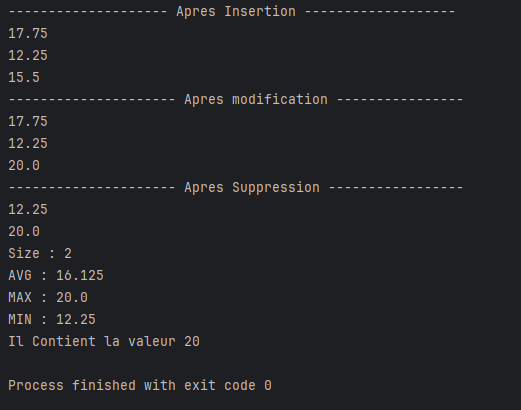 -------------------- Apres Insertion -------------------
17.75
12.25
15.5
--------------------- Apres modification ----------------
17.75
12.25
20.0
--------------------- Apres Suppression -----------------
12.25
20.0
Size : 2
AVG : 16.125
MAX : 20.0
MIN : 12.25
Il Contient la valeur 20
Process finished with exit code 0